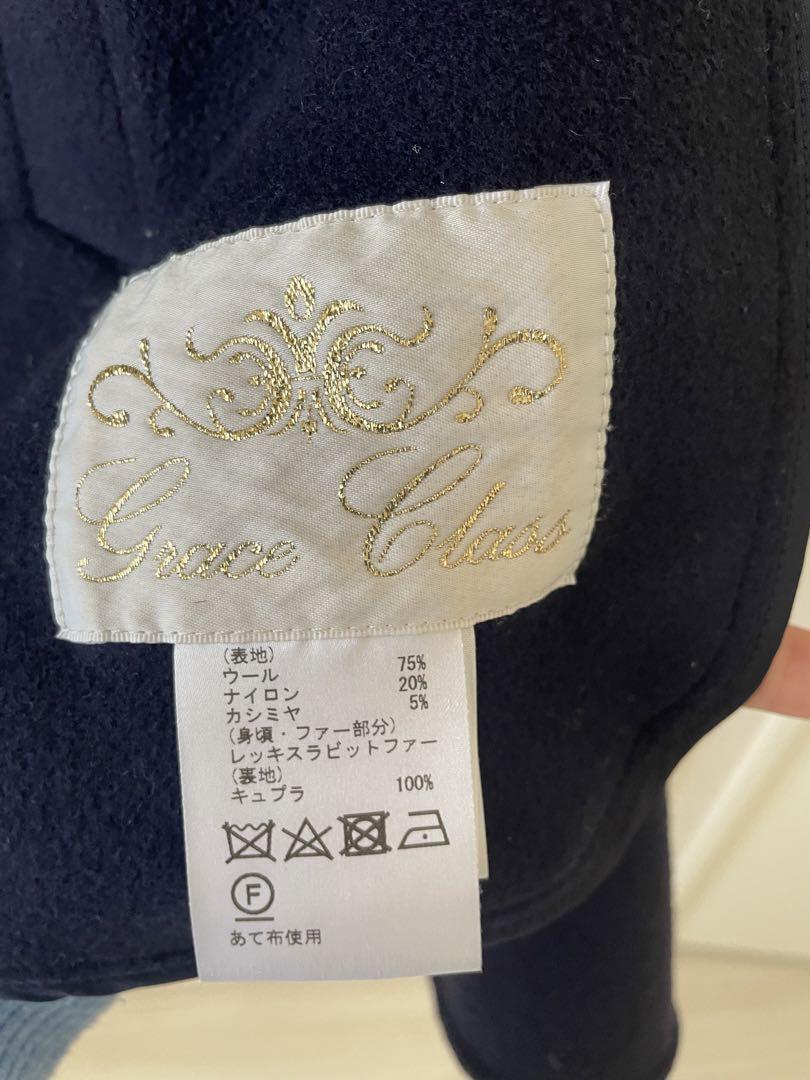 Grace Class
(表地)
ウール 75%
ナイロン 20%
カシミヤ 5%
(身頃・ファー部分)
レッキスラビットファー
(裏地)
キュプラ 100%
F
あて布使用